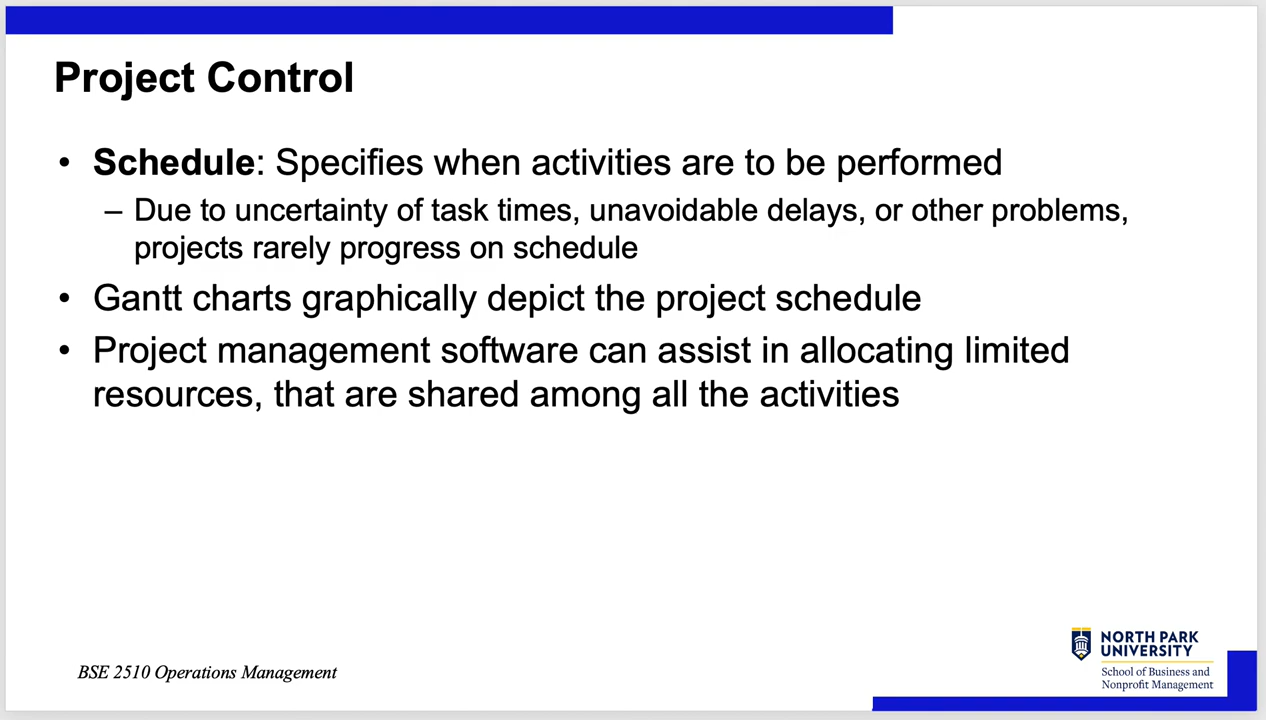 Project Control
• Schedule: Specifies when activities are to be performed
– Due to uncertainty of task times, unavoidable delays, or other problems,
projects rarely progress on schedule
• Gantt charts graphically depict the project schedule
• Project management software can assist in allocating limited
resources, that are shared among all the activities
BSE 2510 Operations Management
NORTH PARK
UNIVERSITY
School of Business and
Nonprofit Management